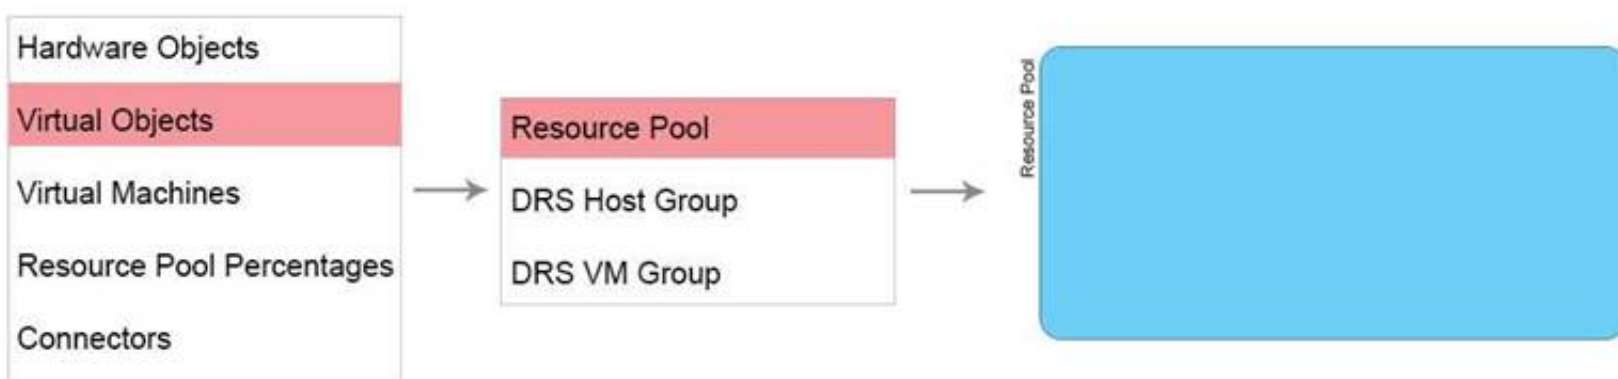 Hardware Objects
Virtual Objects
Virtual Machines
Resource Pool Percentages
Connectors
Resource Pool
DRS Host Group
DRS VM Group
Resource Pool